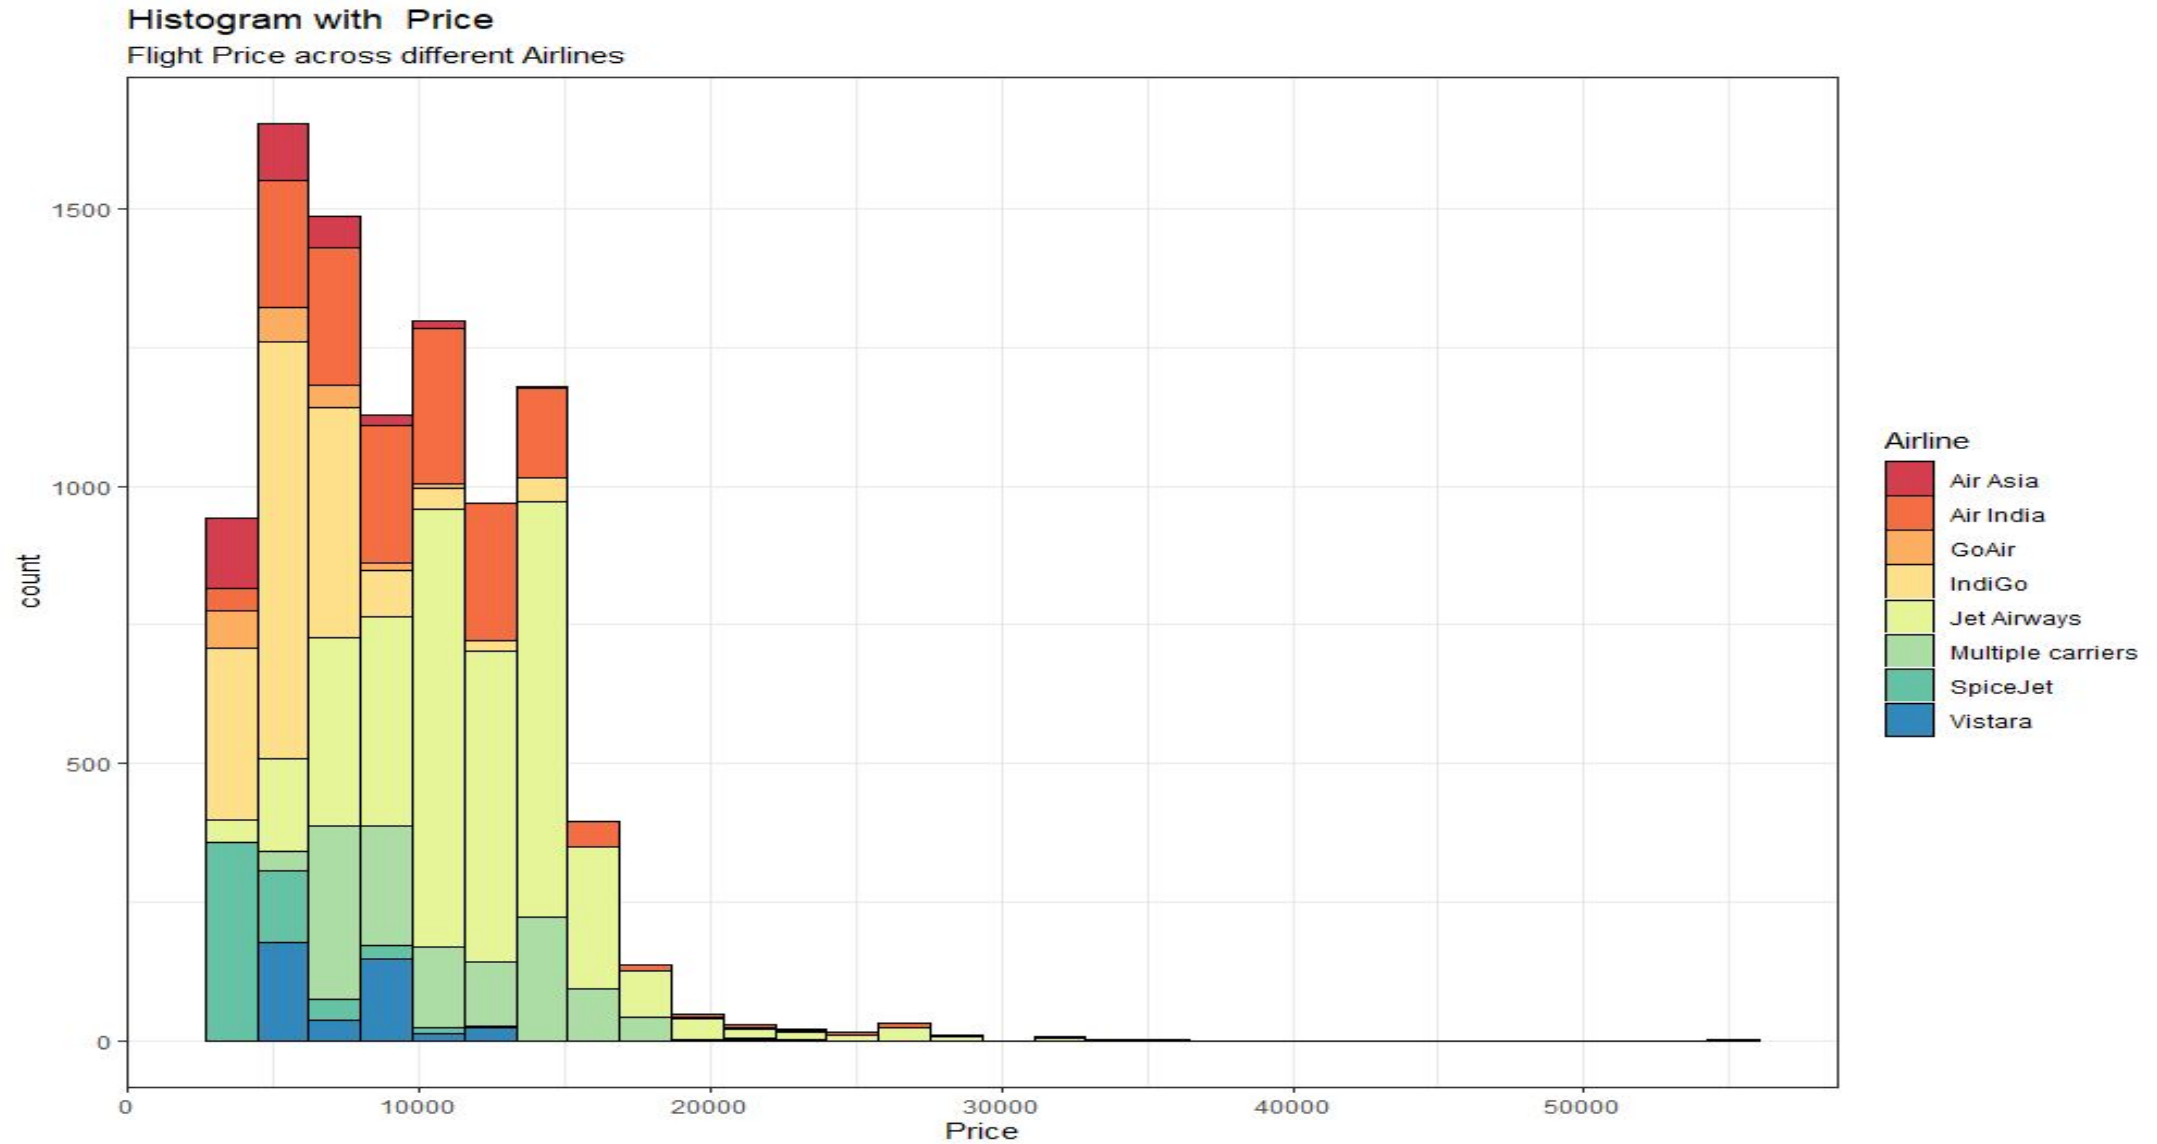 Histogram with  Price
Flight Price across different Airlines
1500
1000
500
0
count
0 10000 20000 30000 40000 50000
Price
Airline
Air Asia
Air India
GoAir
IndiGo
Jet Airways
Multiple carriers
SpiceJet
Vistara